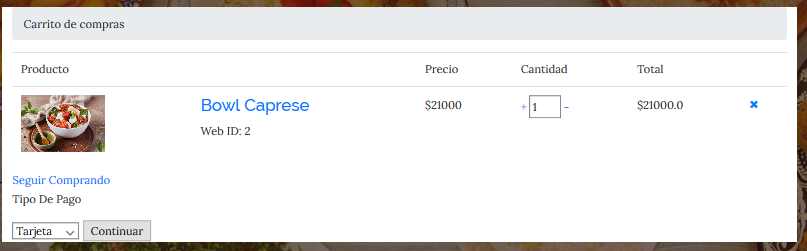 Carrito de compras
Producto Precio Cantidad Total
Bowl Caprese $21000 + 1 - $21000.0 ✖
Web ID: 2
Seguir Comprando
Tipo De Pago
Tarjeta Continuar